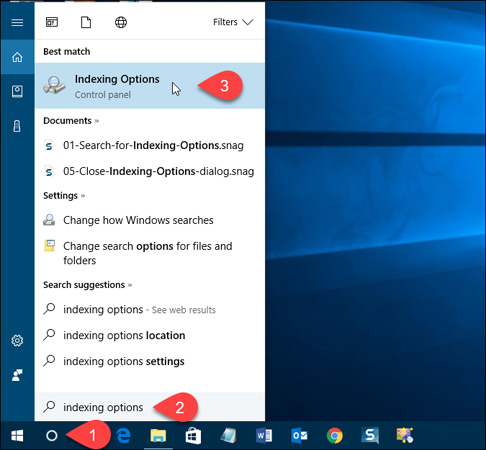 Filters
Best match
Indexing Options
Control panel
3
Documents »
01-Search-for-Indexing-Options.snag
05-Close-Indexing-Options-dialog.snag
Settings »
Change how Windows searches
Change search options for files and
folders
Search suggestions »
indexing options - See web results
indexing options location
indexing options settings
indexing options
2
1